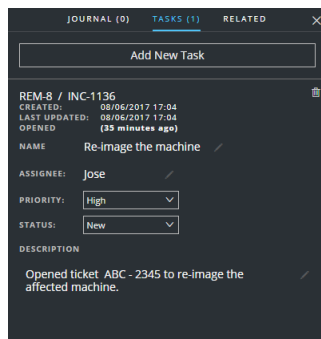 JOURNAL (0) TASKS (1) RELATED
Add New Task
REM-8 / INC-1136
CREATED: 08/06/2017 17:04
LAST UPDATED: 08/06/2017 17:04
OPENED (35 minutes ago)
NAME Re-image the machine
ASSIGNEE: Jose
PRIORITY: High
STATUS: New
DESCRIPTION
Opened ticket ABC - 2345 to re-image the
affected machine.